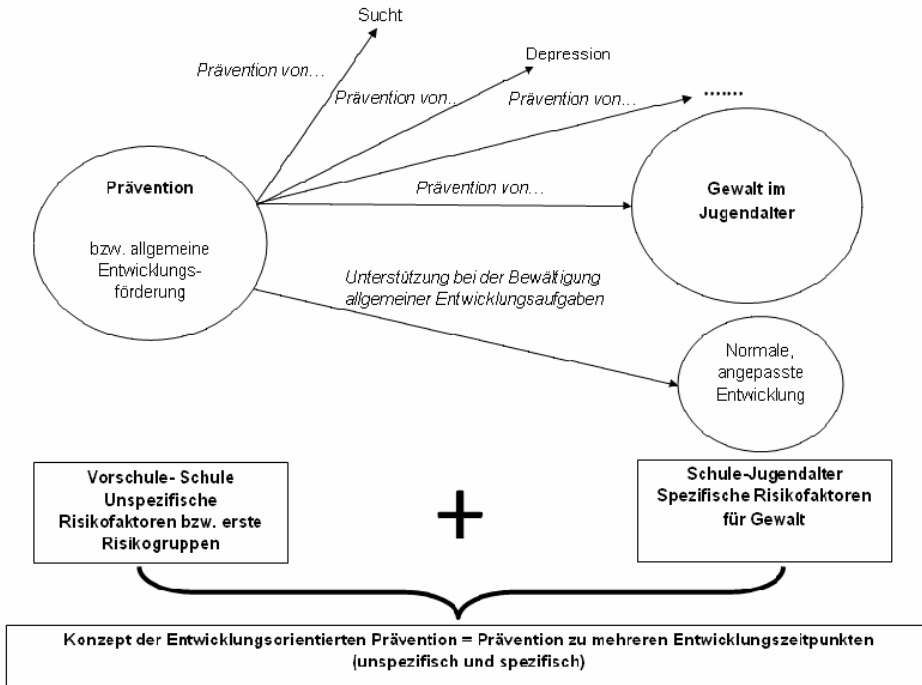 Sucht
Prävention von…
Depression
Prävention von..
Prävention von…
.......
Prävention
bzw. allgemeine
Entwicklungs-
förderung
Prävention von…
Gewalt im
Jugendalter
Unterstützung bei der Bewältigung
allgemeiner Entwicklungsaufgaben
Normale,
angepasste
Entwicklung
Vorschule- Schule
Unspezifische
Risikofaktoren bzw. erste
Risikogruppen
+
Schule-Jugendalter
Spezifische Risikofaktoren
für Gewalt
Konzept der Entwicklungsorientierten Prävention = Prävention zu mehreren Entwicklungszeitpunkten
(unspezifisch und spezifisch)